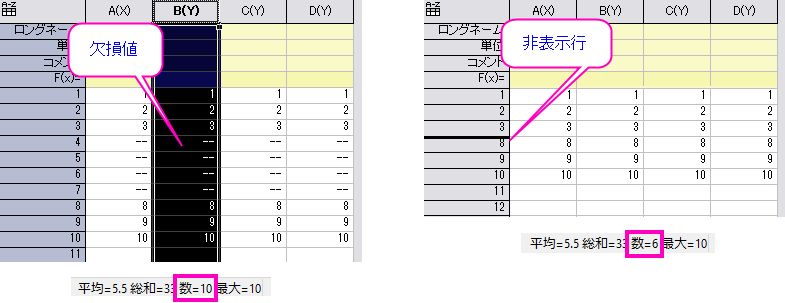 A-Z A(X) B(Y) C(Y) D(Y)
ロングネーム
単
コメント
F(x)=
欠損値
1 1 1 1 1
2 2 2 2 2
3 3 3 3 3
4 -- -- -- --
5 -- -- -- --
6 -- -- -- --
7 -- -- -- --
8 8 8 8 8
9 9 9 9 9
10 10 10 10 10
11
平均=5.5 総和=33 数=10 最大=10
A-Z A(X) B(Y) C(Y) D(Y)
ロングネーム
単位
コメント
F(x)=
非表示行
1 1 1 1 1
2 2 2 2 2
3 3 3 3 3
8 8 8 8 8
9 9 9 9 9
10 10 10 10 10
11
12
平均=5.5 総和=33 数=6 最大=10